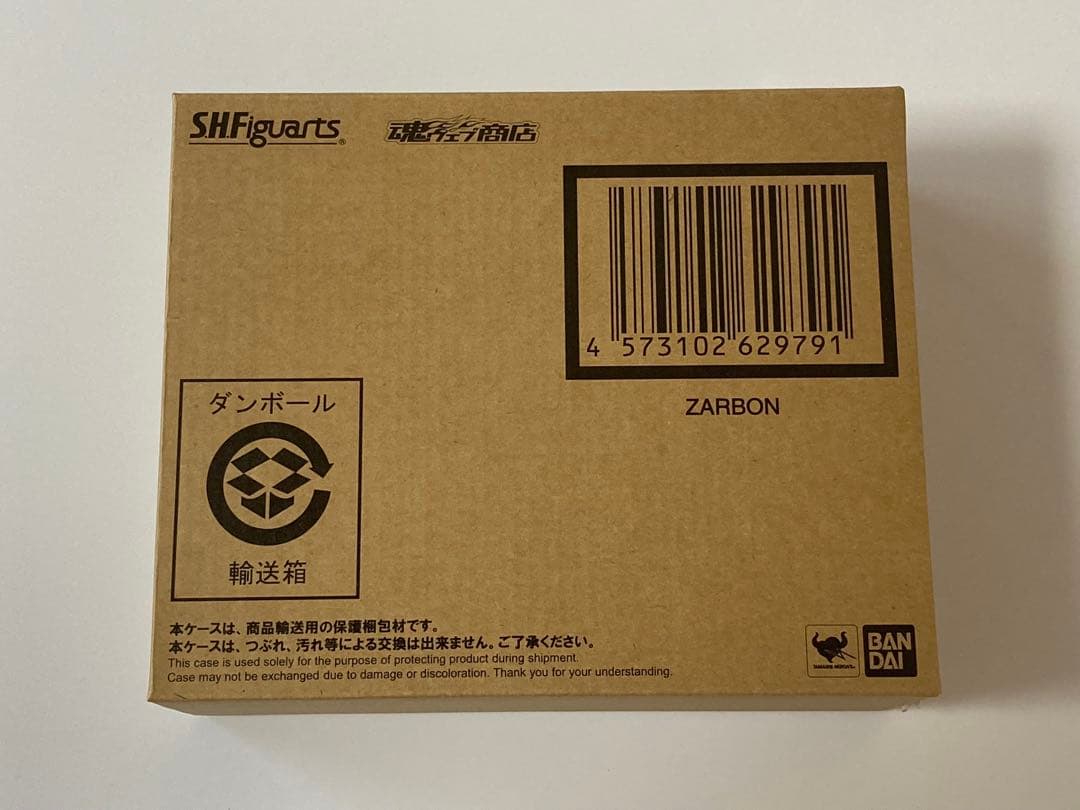 S.H.Figuarts®
魂ウェブ商店
4 573102 629791
ZARBON
ダンボール
輸送箱
本ケースは、商品輸送用の保護梱包材です。
本ケースは、つぶれ、汚れ等による交換は出来ません。ご了承ください。
This case is used solely for the purpose of protecting product during shipment.
Case may not be exchanged due to damage or discoloration. Thank you for your understanding.
TAMASHII NATIONS
BAN
DAI